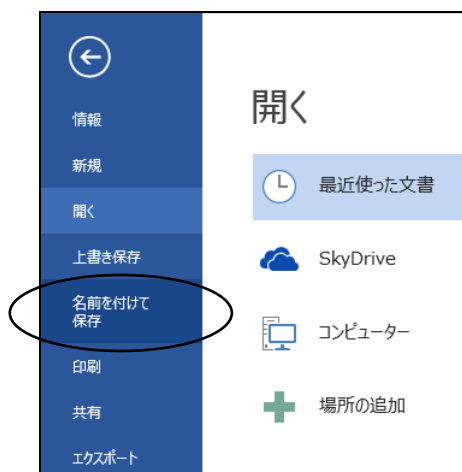 情報
新規
開く
上書き保存
名前を付けて
保存
印刷
共有
エクスポート
開く
最近使った文書
SkyDrive
コンピューター
場所の追加